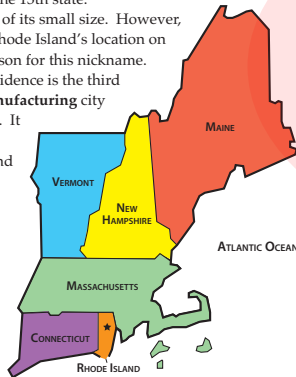 the 13th state.
of its small size. However,
hode Island's location on
son for this nickname.
idence is the third
nufacturing city
. It
nd
MAINE
VERMONT
NEW
HAMPSHIRE
ATLANTIC OCEAN
MASSACHUSETTS
CONNECTICUT
RHODE ISLAND